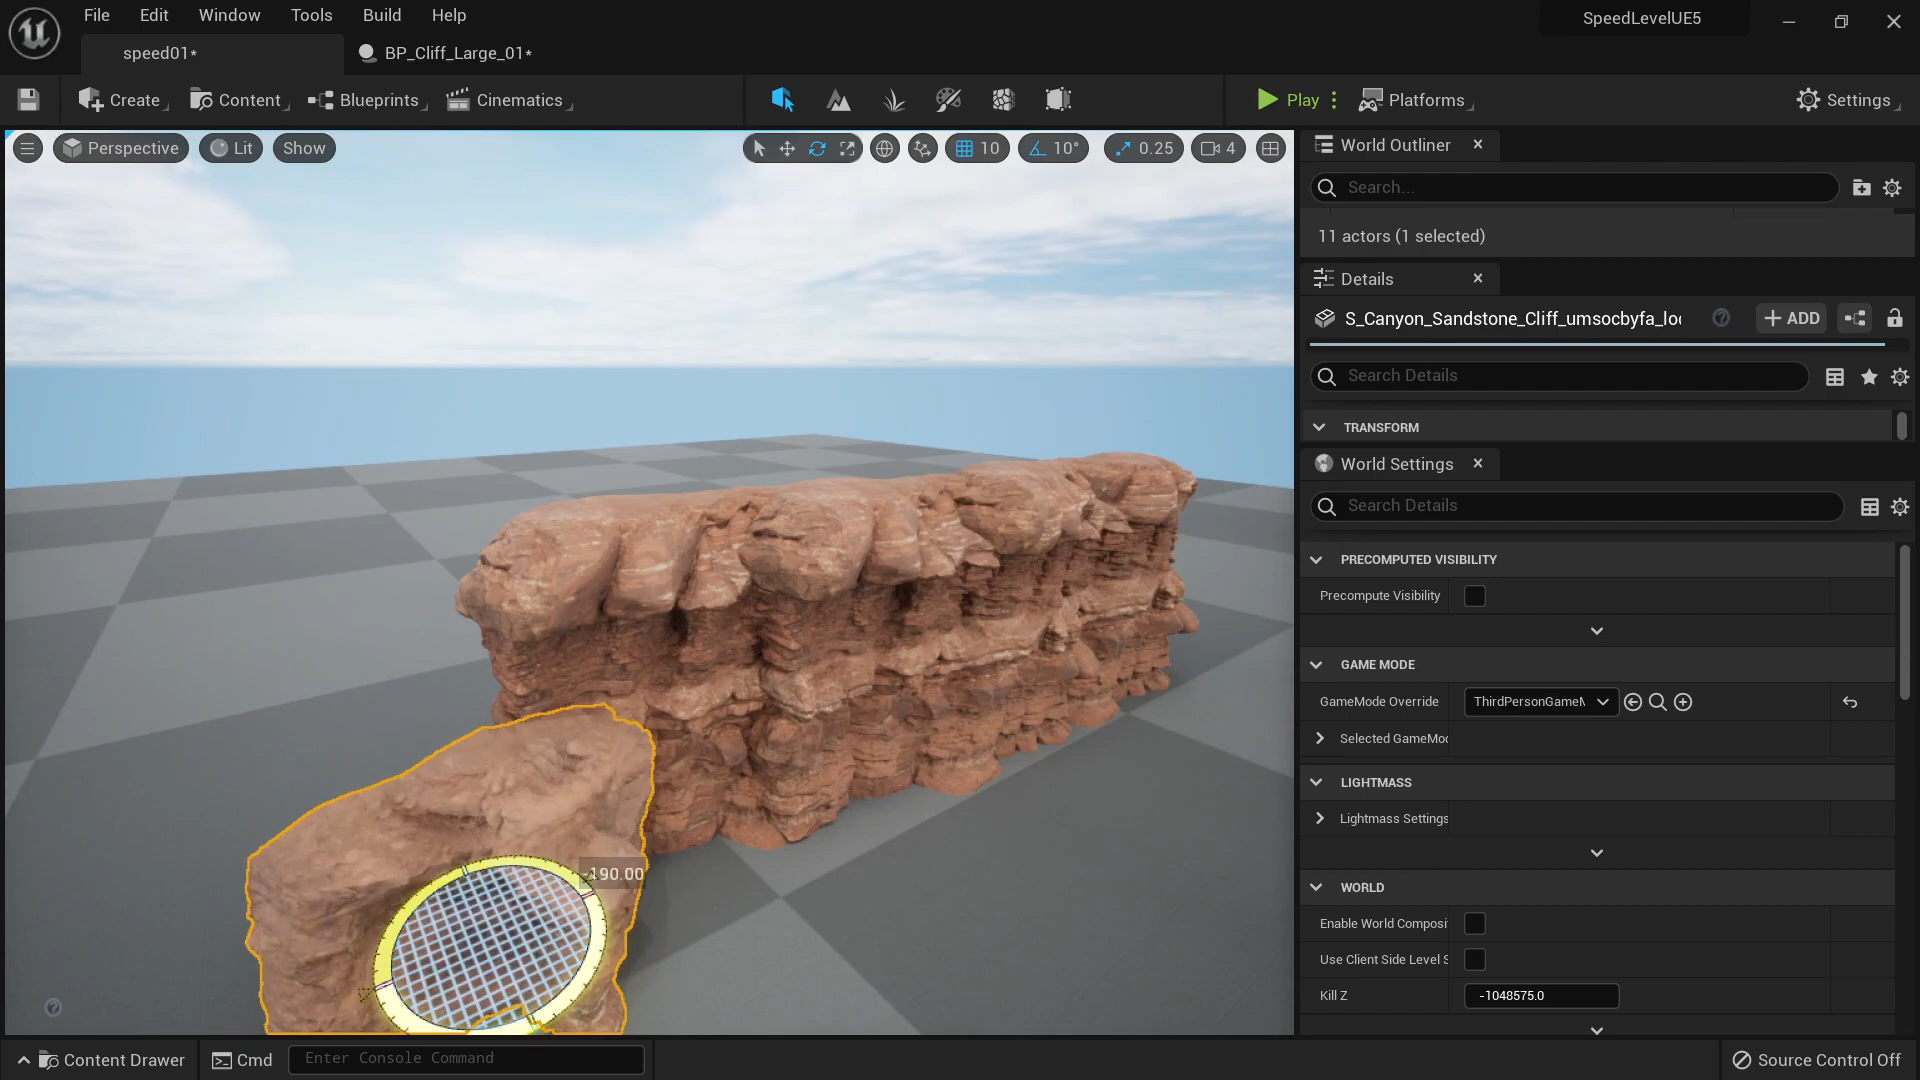 File Edit Window Tools Build Help
SpeedLevelUE5
speed01*
BP_Cliff_Large_01*
Create
Content
Blueprints
Cinematics
Play
Platforms
Settings
Perspective
Lit
Show
10
10°
0.25
4
World Outliner
Search...
11 actors (1 selected)
Details
S_Canyon_Sandstone_Cliff_umsocbyfa_lo
ADD
Search Details
TRANSFORM
World Settings
Search Details
PRECOMPUTED VISIBILITY
Precompute Visibility
GAME MODE
GameMode Override
ThirdPersonGameM
Selected GameMod
LIGHTMASS
Lightmass Settings
WORLD
Enable World Composi
Use Client Side Level S
Kill Z
-1048575.0
-190.00
Content Drawer
Cmd
Enter Console Command
Source Control Off